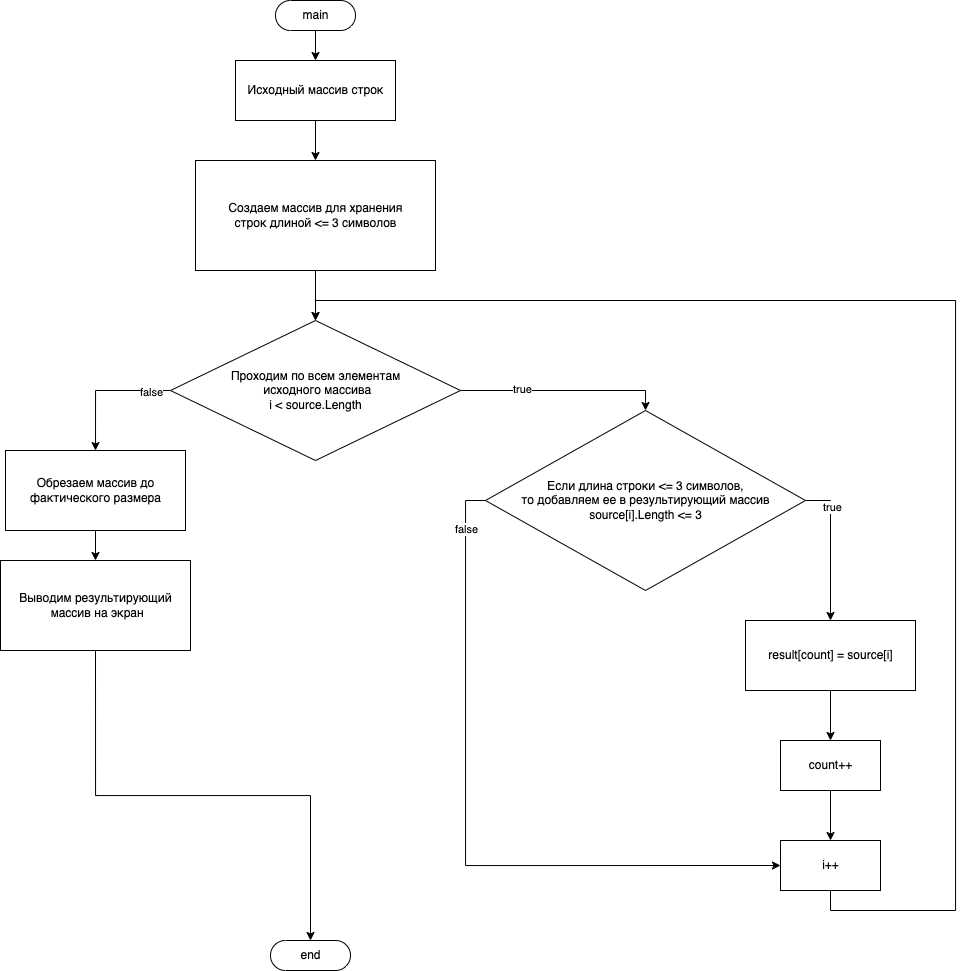 main
Исходный массив строк
Создаем массив для хранения
строк длиной <= 3 символов
Проходим по всем элементам
исходного массива
i < source.Length
false
true
Обрезаем массив до
фактического размера
Выводим результирующий
массив на экран
Если длина строки <= 3 символов,
то добавляем ее в результирующий массив
source[i].Length <= 3
false
true
result[count] = source[i]
count++
i++
end